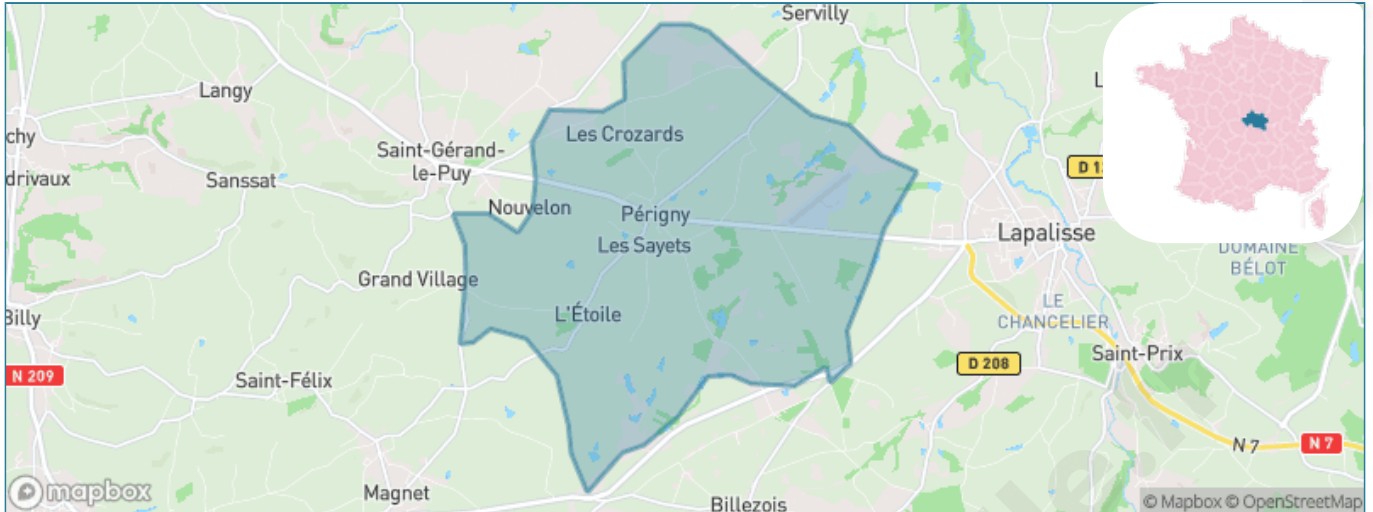 Servilly
Langy
Les Crozards
chy
Saint-Gérand-
le-Puy
drivaux
Sanssat
Nouvelon
Périgny
Les Sayets
Lapalisse
DOMAINE
BÉLOT
Grand Village
L'Étoile
LE
CHANCELIER
Billy
Saint-Prix
D 208
N 209
Saint-Félix
N 7
N 7
Magnet
Billezois
mapbox
© Mapbox © OpenStreetMap